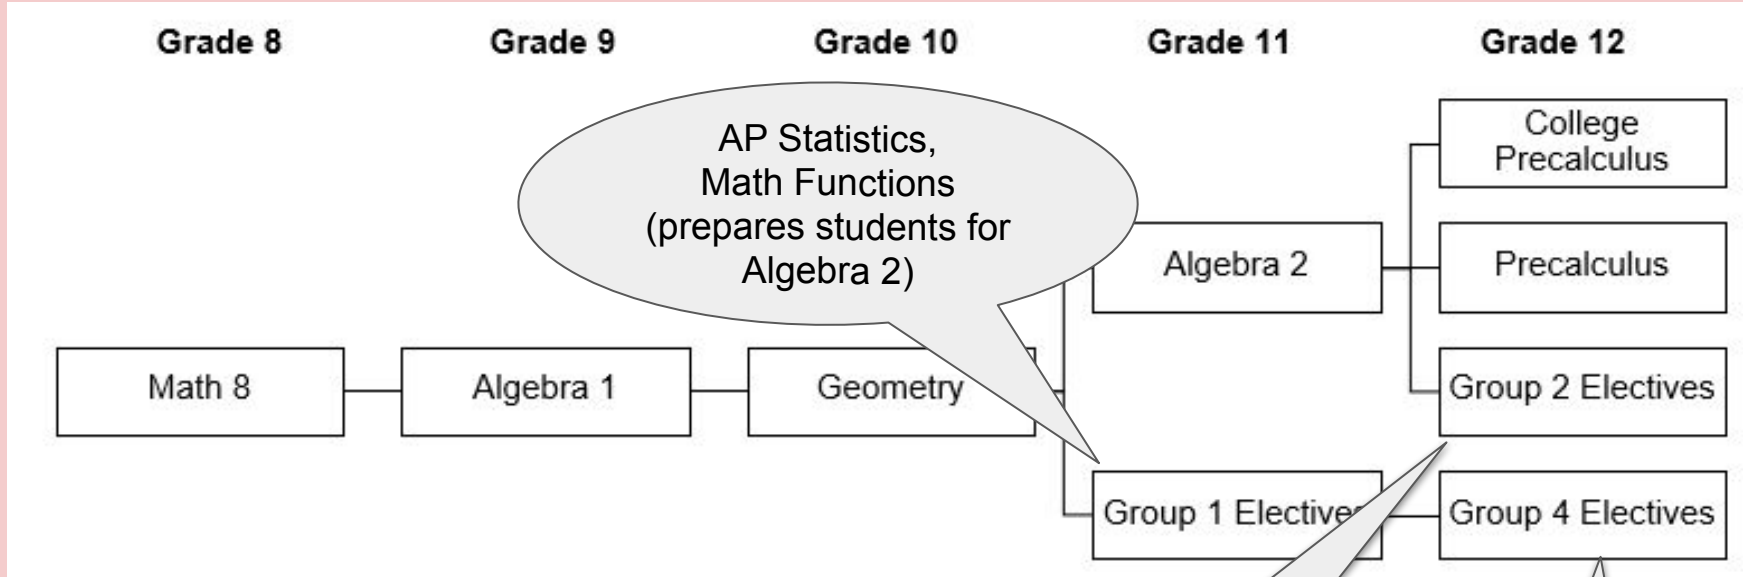 Grade 8
Grade 9
Grade 10
Grade 11
Grade 12
AP Statistics,
Math Functions
(prepares students for
Algebra 2)
College
Precalculus
Algebra 2
Precalculus
Math 8
Algebra 1
Geometry
Group 2 Electives
Group 1 Electives
Group 4 Electives